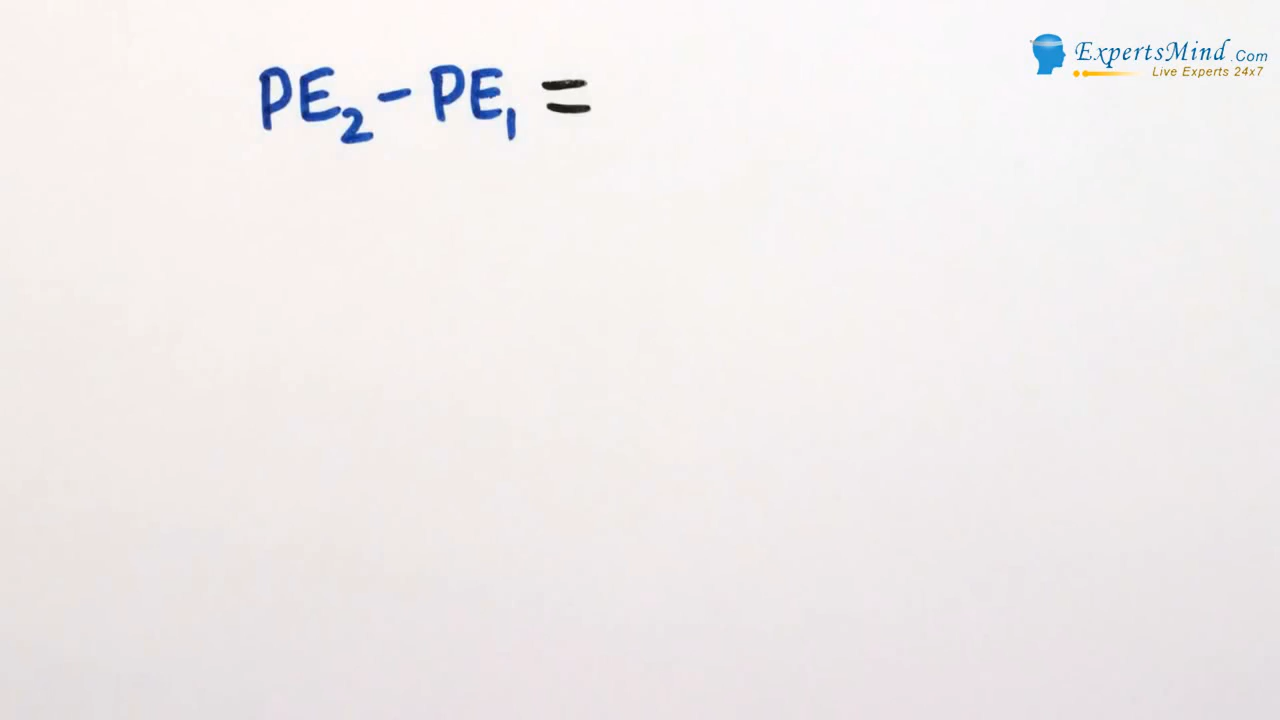 PE₂ - PE₁ =
ExpertsMind.Com
Live Experts 24x7